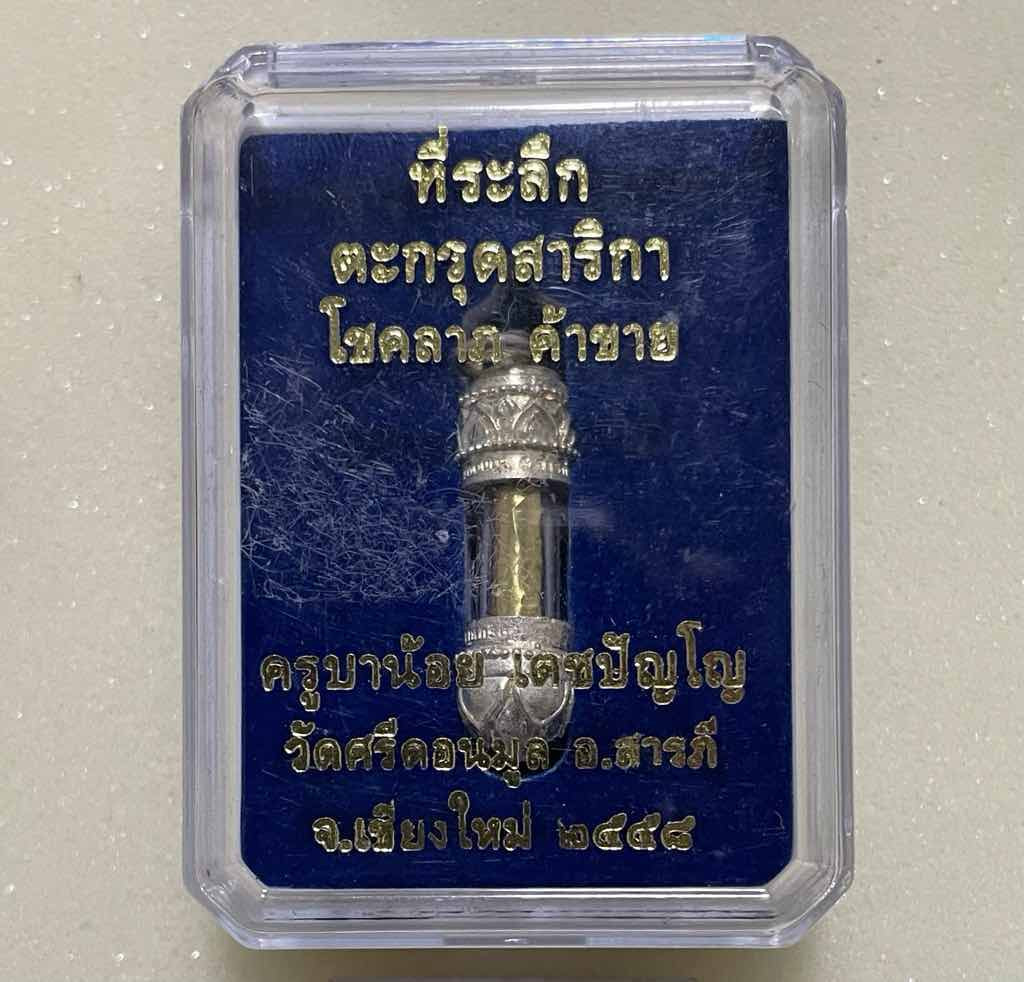 ที่ระลึก
ตะกรุดสาริกา
โชคลาภ ค้าขาย
ครูบาน้อย เตชปัญโญ
วัดศรีดอนมูล อ.สารภี
จ.เชียงใหม่ ๒๕๕๘